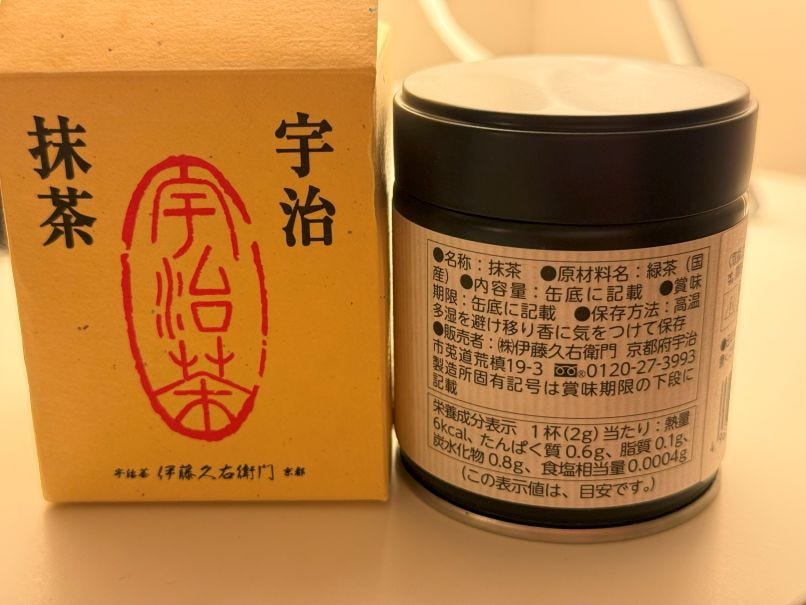 宇治
抹茶
宇治茶
宇治茶 伊藤久右衛門 京都
●名称：抹茶 ●原材料名：緑茶（国
産）●内容量：缶底に記載 ●賞味
期限：缶底に記載 ●保存方法：高温
多湿を避け移り香に気をつけて保存
●販売者：㈱伊藤久右衛門 京都府宇治
市莵道荒槙19-3 0120-27-3993
製造所固有記号は賞味期限の下段に
記載
栄養成分表示 1杯(2g)当たり：熱量
6kcal、たんぱく質0.6g、脂質0.1g、
炭水化物0.8g、食塩相当量0.0004g
(この表示値は、目安です。)